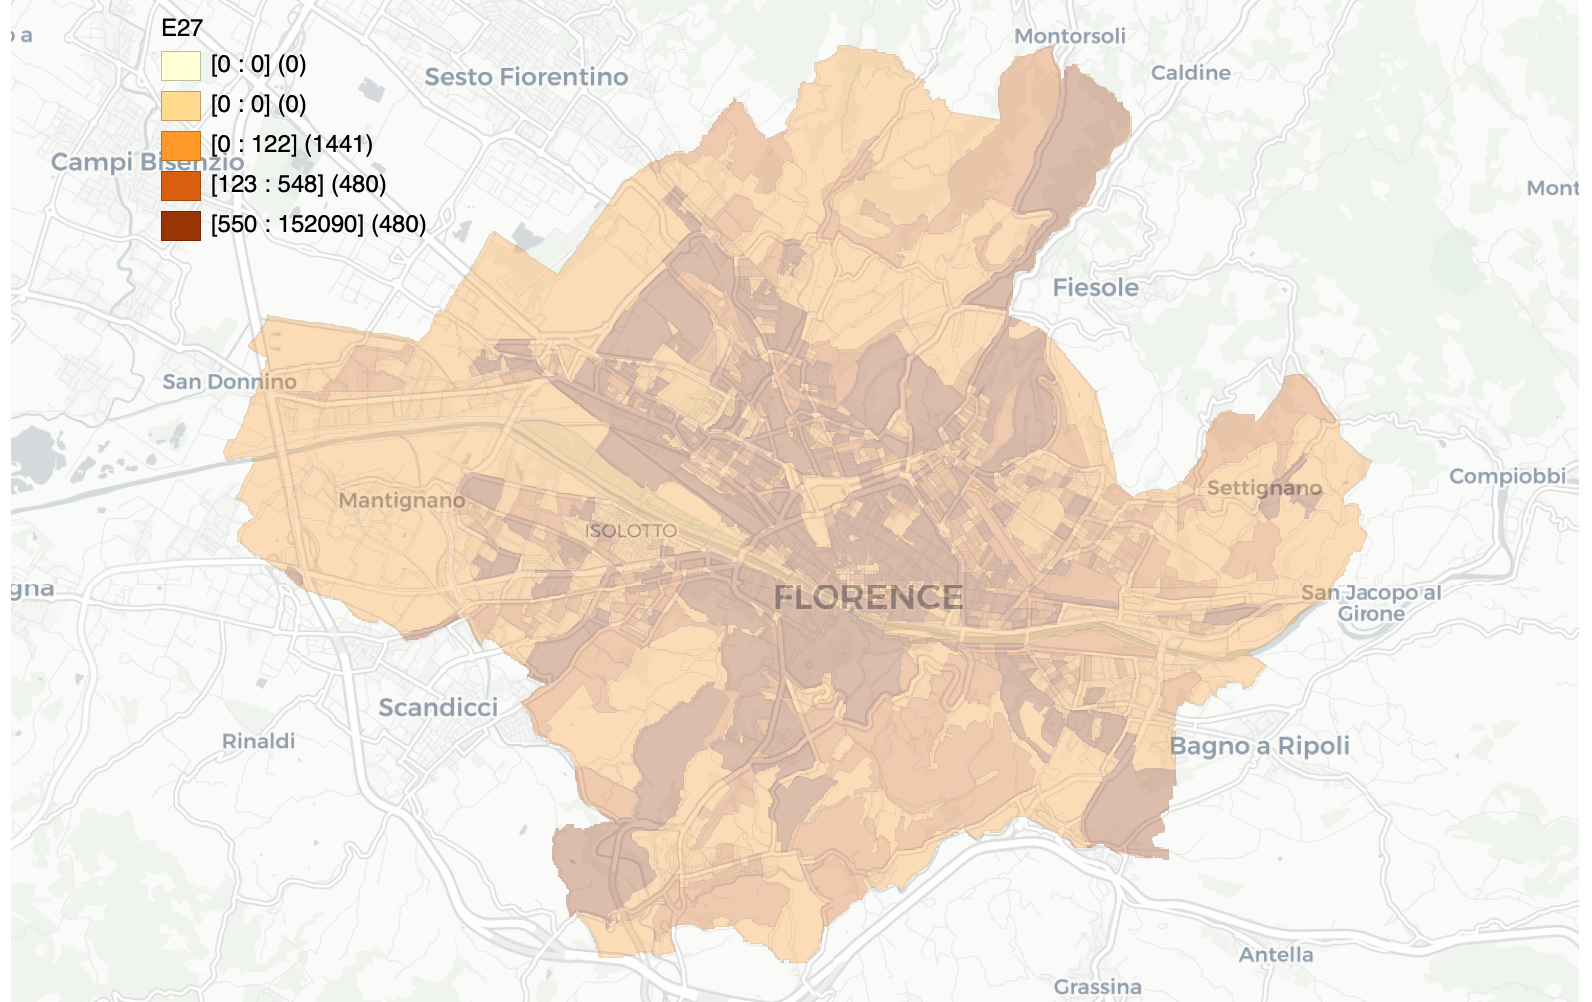 E27
[0 : 0] (0)
[0 : 0] (0)
[0 : 122] (1441)
[123 : 548] (480)
[550 : 152090] (480)
a
Montorsoli
Sesto Fiorentino
Caldine
Campi Bisenzio
Mont
Fiesole
San Donnino
Compiobbi
Settignano
Mantignano
ISOLOTTO
gna
FLORENCE
San Jacopo al
Girone
Scandicci
Rinaldi
Bagno a Ripoli
Antella
Grassina